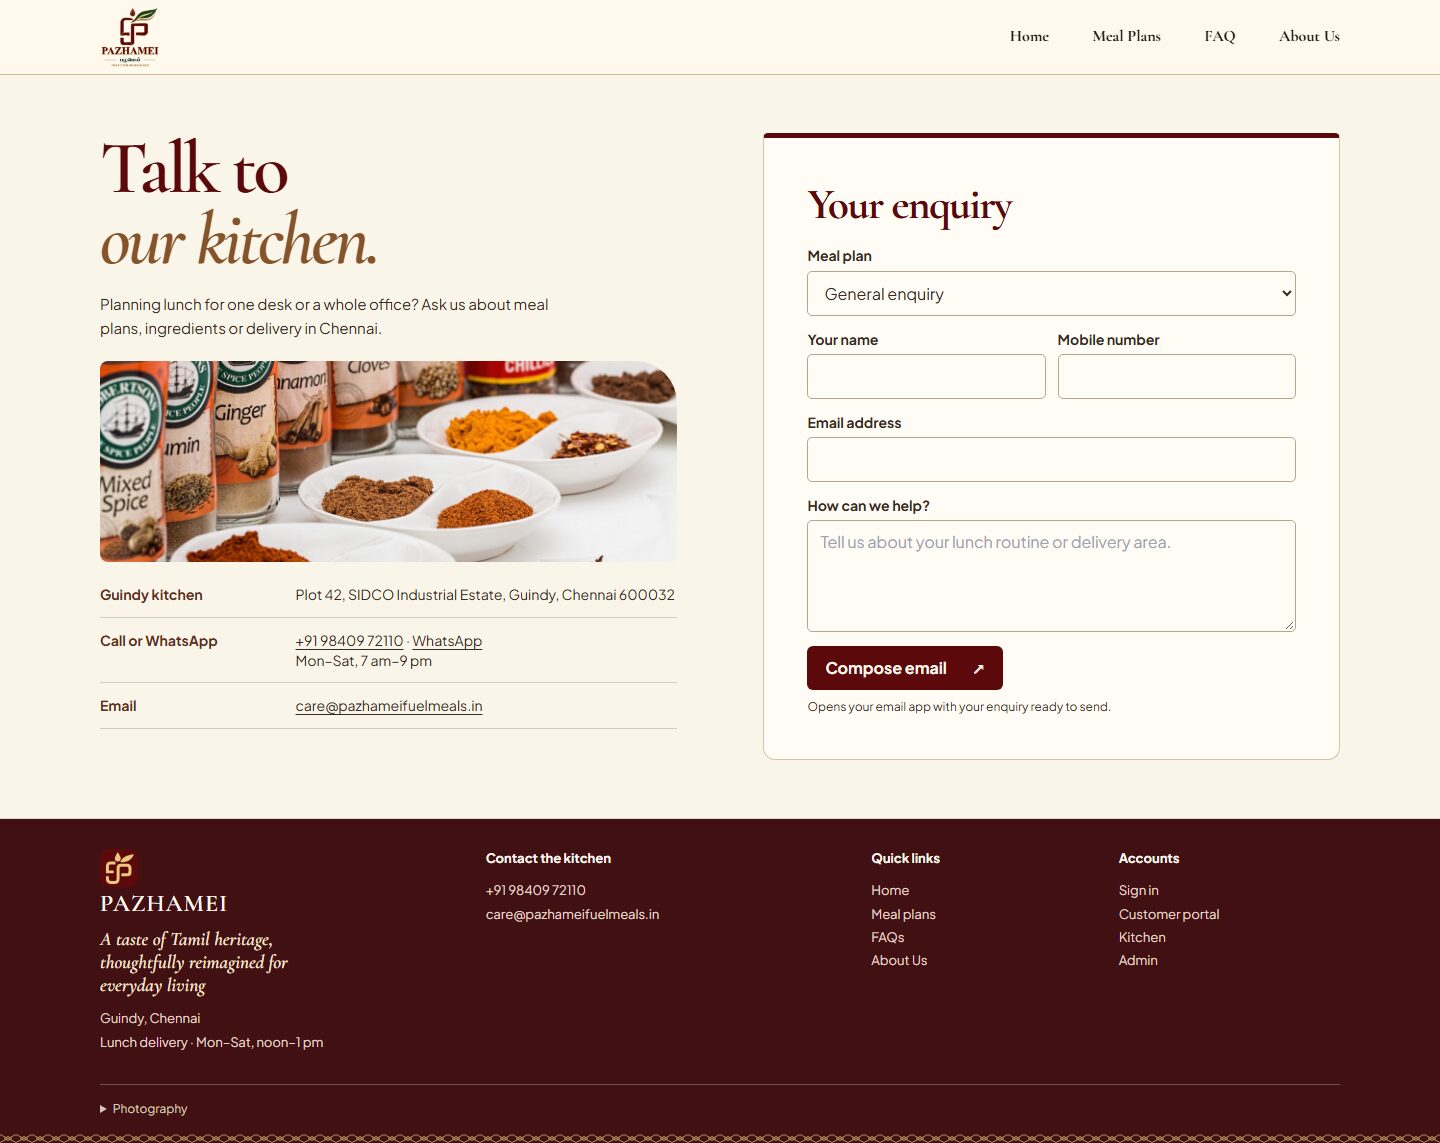 PAZHAMEI
பழமை
Home
Meal Plans
FAQ
About Us
Talk to
our kitchen.
Planning lunch for one desk or a whole office? Ask us about meal
plans, ingredients or delivery in Chennai.
SPICE PEOPLE
Mixed
Spice
Ginger
Cloves
CHILLI
Guindy kitchen
Plot 42, SIDCO Industrial Estate, Guindy, Chennai 600032
Call or WhatsApp
+91 98409 72110 · WhatsApp
Mon–Sat, 7 am–9 pm
Email
care@pazhameifuelmeals.in
Your enquiry
Meal plan
General enquiry
Your name
Mobile number
Email address
How can we help?
Tell us about your lunch routine or delivery area.
Compose email ↗
Opens your email app with your enquiry ready to send.
PAZHAMEI
A taste of Tamil heritage,
thoughtfully reimagined for
everyday living
Guindy, Chennai
Lunch delivery · Mon–Sat, noon–1 pm
Contact the kitchen
+91 98409 72110
care@pazhameifuelmeals.in
Quick links
Home
Meal plans
FAQs
About Us
Accounts
Sign in
Customer portal
Kitchen
Admin
Photography